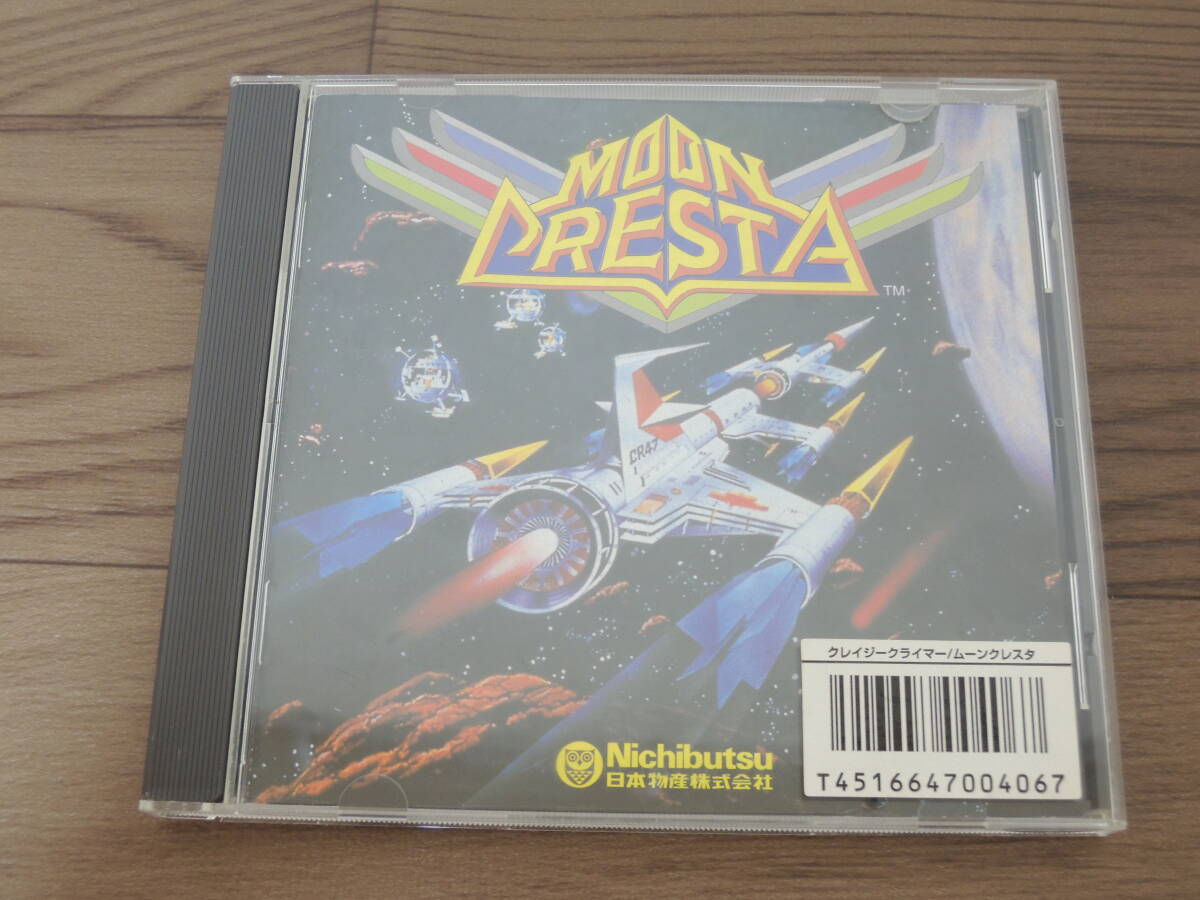 MOON
CRESTA
TM
CR47
Nichibutsu
日本物産株式会社
クレイジークライマー/ムーンクレスタ
T4516647004067